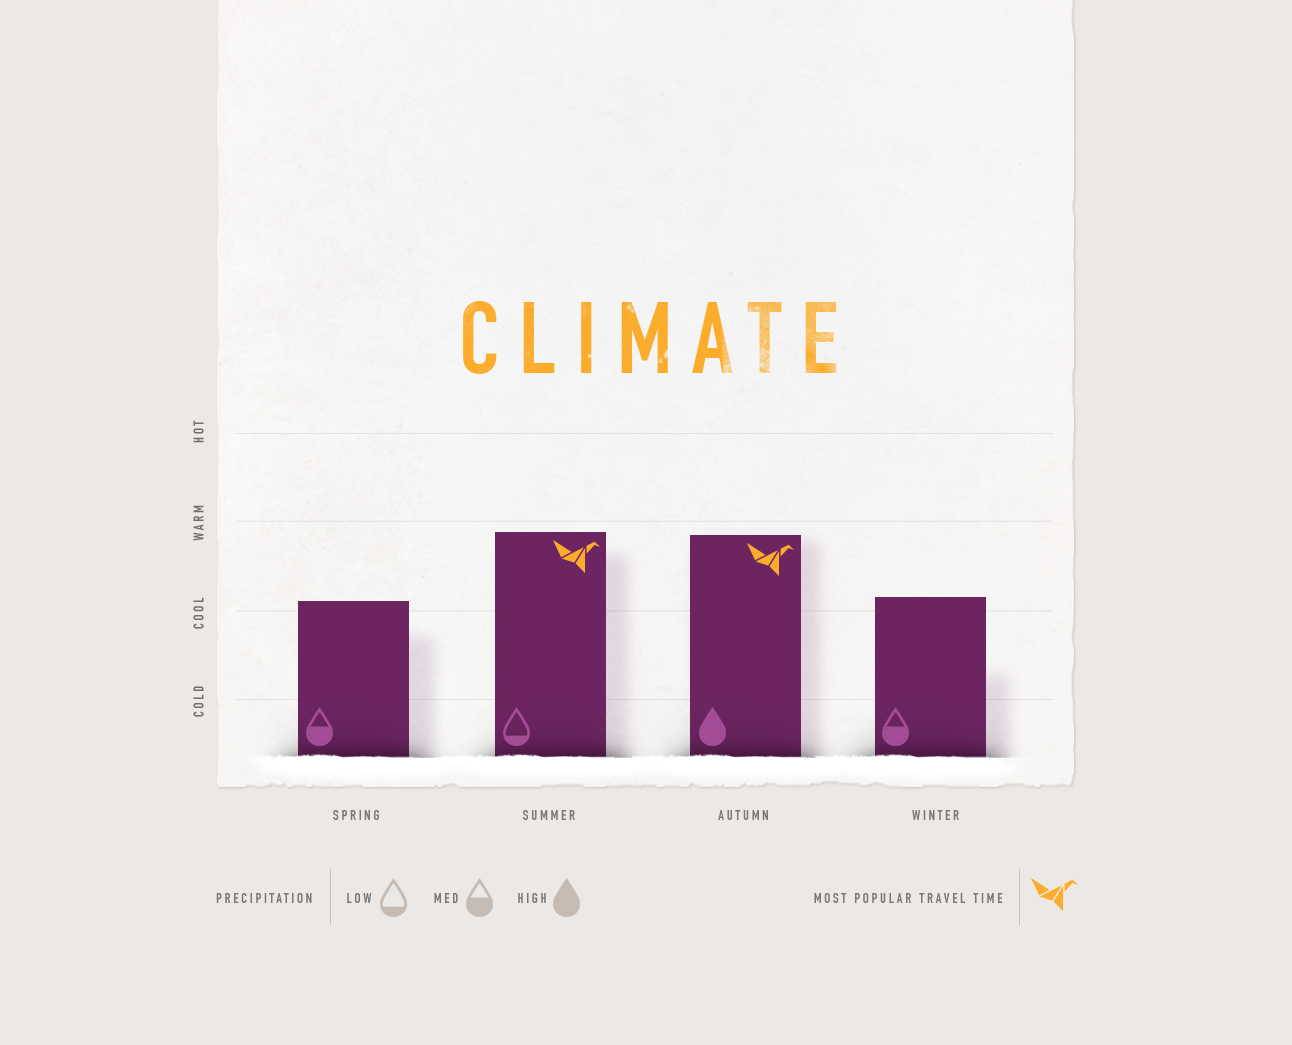 CLIMATE
HOT
WARM
COOL
COLD
SPRING SUMMER AUTUMN WINTER
PRECIPITATION LOW MED HIGH MOST POPULAR TRAVEL TIME